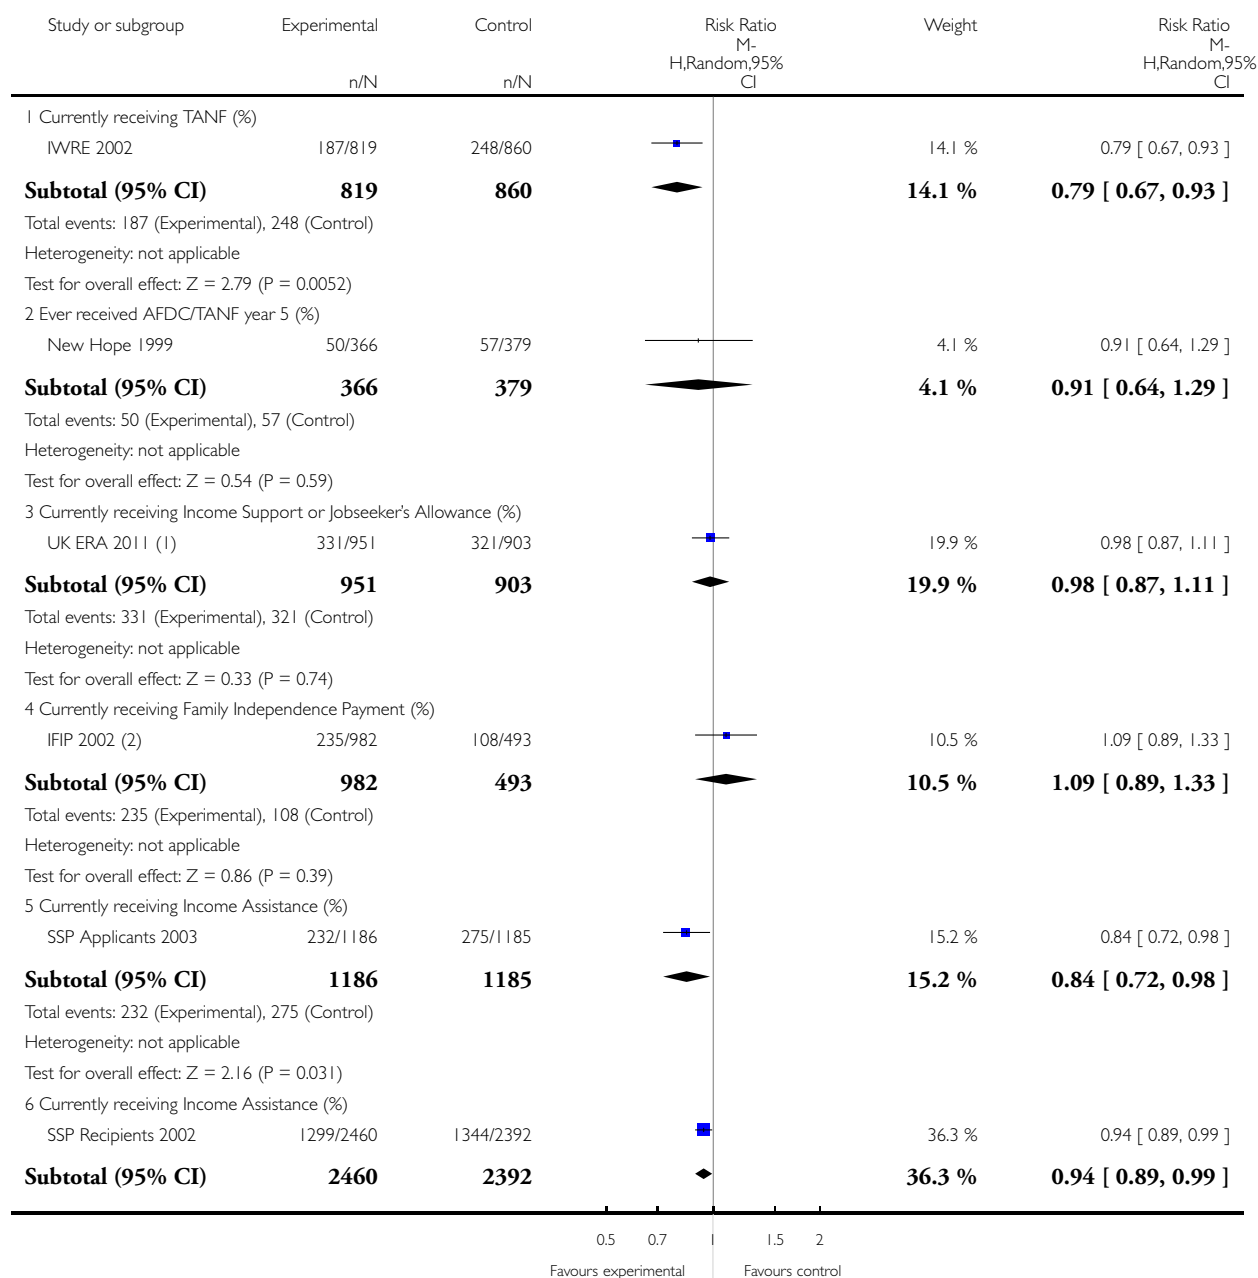 Study or subgroup Experimental Control Risk Ratio Weight Risk Ratio
M- M-
H,Random,95% H,Random,95%
n/N n/N CI CI
1 Currently receiving TANF (%)
IWRE 2002 187/819 248/860 14.1 % 0.79 [ 0.67, 0.93 ]
Subtotal (95% CI) 819 860 14.1 % 0.79 [ 0.67, 0.93 ]
Total events: 187 (Experimental), 248 (Control)
Heterogeneity: not applicable
Test for overall effect: Z = 2.79 (P = 0.0052)
2 Ever received AFDC/TANF year 5 (%)
New Hope 1999 50/366 57/379 4.1 % 0.91 [ 0.64, 1.29 ]
Subtotal (95% CI) 366 379 4.1 % 0.91 [ 0.64, 1.29 ]
Total events: 50 (Experimental), 57 (Control)
Heterogeneity: not applicable
Test for overall effect: Z = 0.54 (P = 0.59)
3 Currently receiving Income Support or Jobseeker's Allowance (%)
UK ERA 2011 (1) 331/951 321/903 19.9 % 0.98 [ 0.87, 1.11 ]
Subtotal (95% CI) 951 903 19.9 % 0.98 [ 0.87, 1.11 ]
Total events: 331 (Experimental), 321 (Control)
Heterogeneity: not applicable
Test for overall effect: Z = 0.33 (P = 0.74)
4 Currently receiving Family Independence Payment (%)
IFIP 2002 (2) 235/982 108/493 10.5 % 1.09 [ 0.89, 1.33 ]
Subtotal (95% CI) 982 493 10.5 % 1.09 [ 0.89, 1.33 ]
Total events: 235 (Experimental), 108 (Control)
Heterogeneity: not applicable
Test for overall effect: Z = 0.86 (P = 0.39)
5 Currently receiving Income Assistance (%)
SSP Applicants 2003 232/1186 275/1185 15.2 % 0.84 [ 0.72, 0.98 ]
Subtotal (95% CI) 1186 1185 15.2 % 0.84 [ 0.72, 0.98 ]
Total events: 232 (Experimental), 275 (Control)
Heterogeneity: not applicable
Test for overall effect: Z = 2.16 (P = 0.031)
6 Currently receiving Income Assistance (%)
SSP Recipients 2002 1299/2460 1344/2392 36.3 % 0.94 [ 0.89, 0.99 ]
Subtotal (95% CI) 2460 2392 36.3 % 0.94 [ 0.89, 0.99 ]
0.5 0.7 1 1.5 2
Favours experimental Favours control